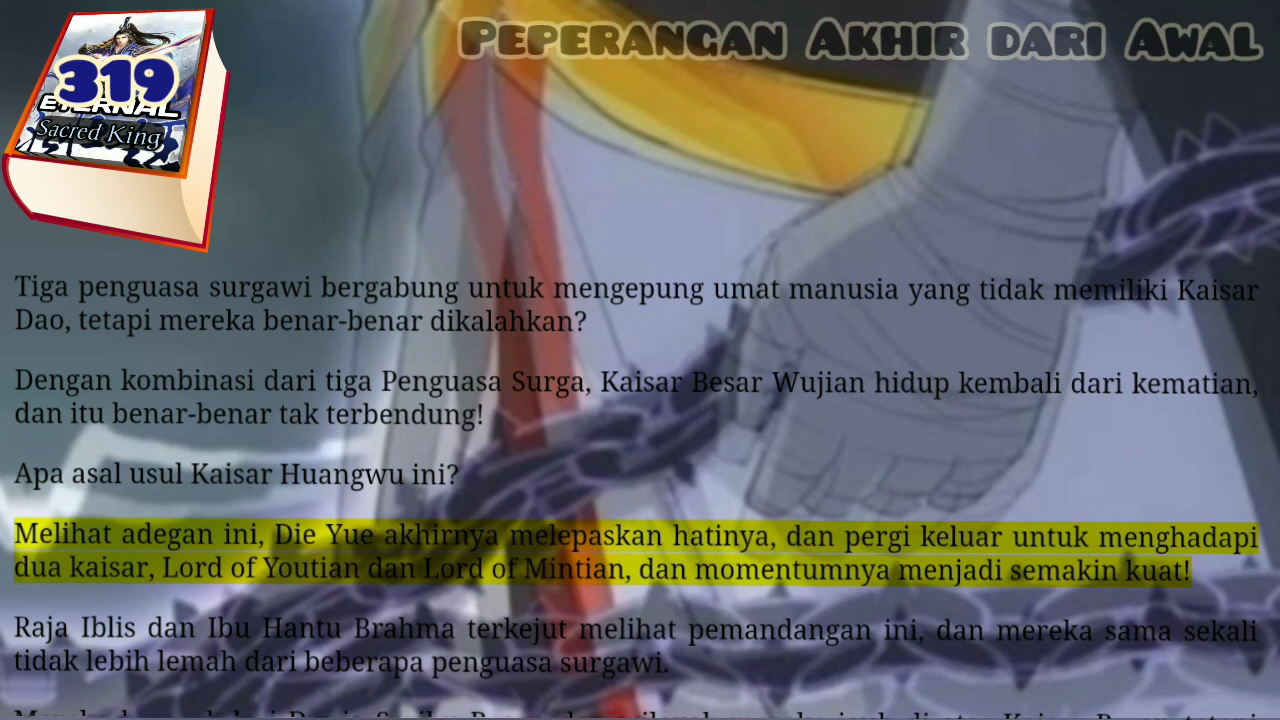 Peperangan Akhir dari Awal
319
ETERNAL
Sacred King
Tiga penguasa surgawi bergabung untuk mengepung umat manusia yang tidak memiliki Kaisar
Dao, tetapi mereka benar-benar dikalahkan?
Dengan kombinasi dari tiga Penguasa Surga, Kaisar Besar Wujian hidup kembali dari kematian,
dan itu benar-benar tak terbendung!
Apa asal usul Kaisar Huangwu ini?
Melihat adegan ini, Die Yue akhirnya melepaskan hatinya, dan pergi keluar untuk menghadapi
dua kaisar, Lord of Youtian dan Lord of Mintian, dan momentumnya menjadi semakin kuat!
Raja Iblis dan Ibu Hantu Brahma terkejut melihat pemandangan ini, dan mereka sama sekali
tidak lebih lemah dari beberapa penguasa surgawi.